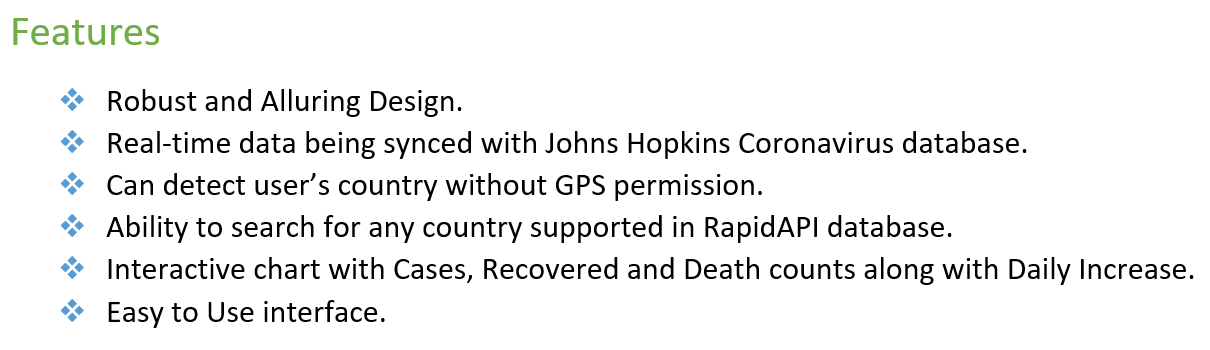 Features
❖ Robust and Alluring Design.
❖ Real-time data being synced with Johns Hopkins Coronavirus database.
❖ Can detect user’s country without GPS permission.
❖ Ability to search for any country supported in RapidAPI database.
❖ Interactive chart with Cases, Recovered and Death counts along with Daily Increase.
❖ Easy to Use interface.